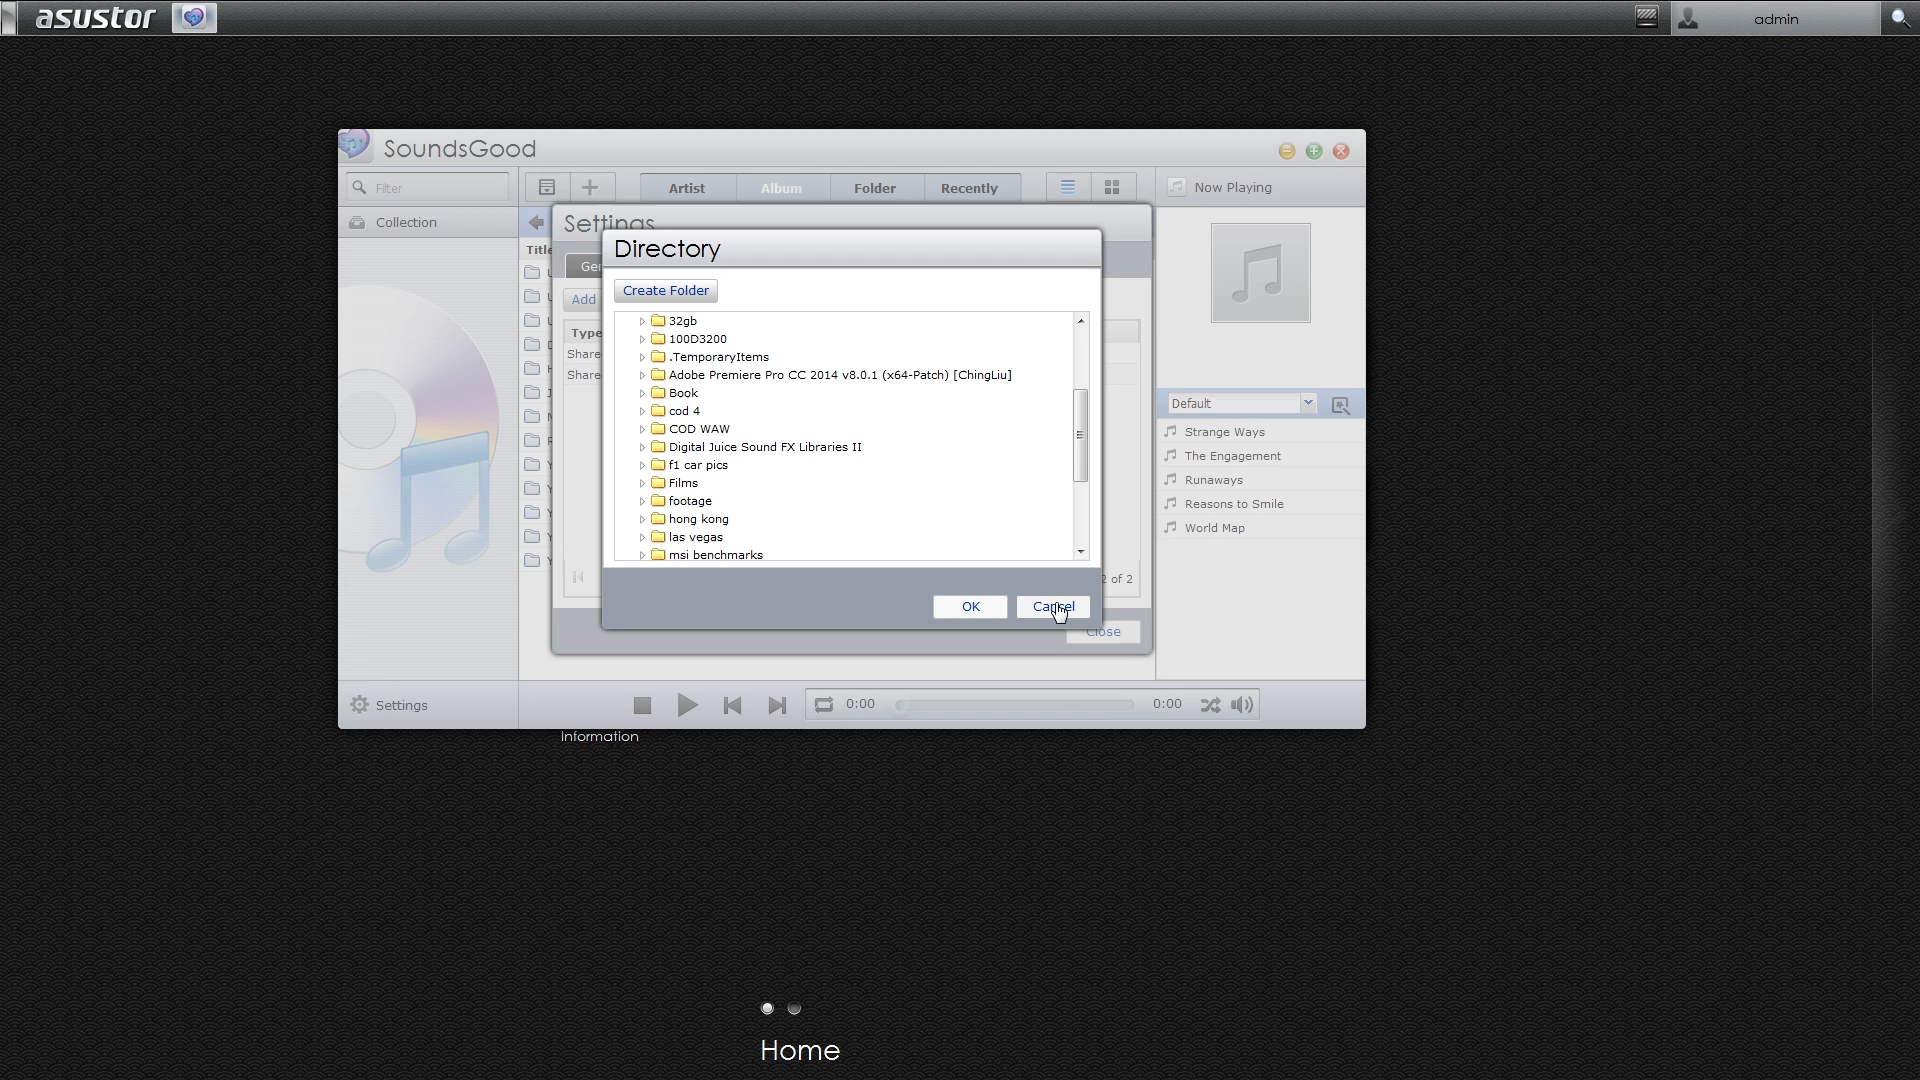 asustor
admin
SoundsGood
Filter
Artist
Album
Folder
Recently
Now Playing
Collection
Settings
Directory
Title
Create Folder
Add
Type
Share
Share
32gb
100D3200
.TemporaryItems
Adobe Premiere Pro CC 2014 v8.0.1 (x64-Patch) [ChingLiu]
Book
cod 4
COD WAW
Digital Juice Sound FX Libraries II
f1 car pics
Films
footage
hong kong
las vegas
msi benchmarks
Default
Strange Ways
The Engagement
Runaways
Reasons to Smile
World Map
2 of 2
OK
Cancel
Close
Settings
0:00
0:00
Information
Home